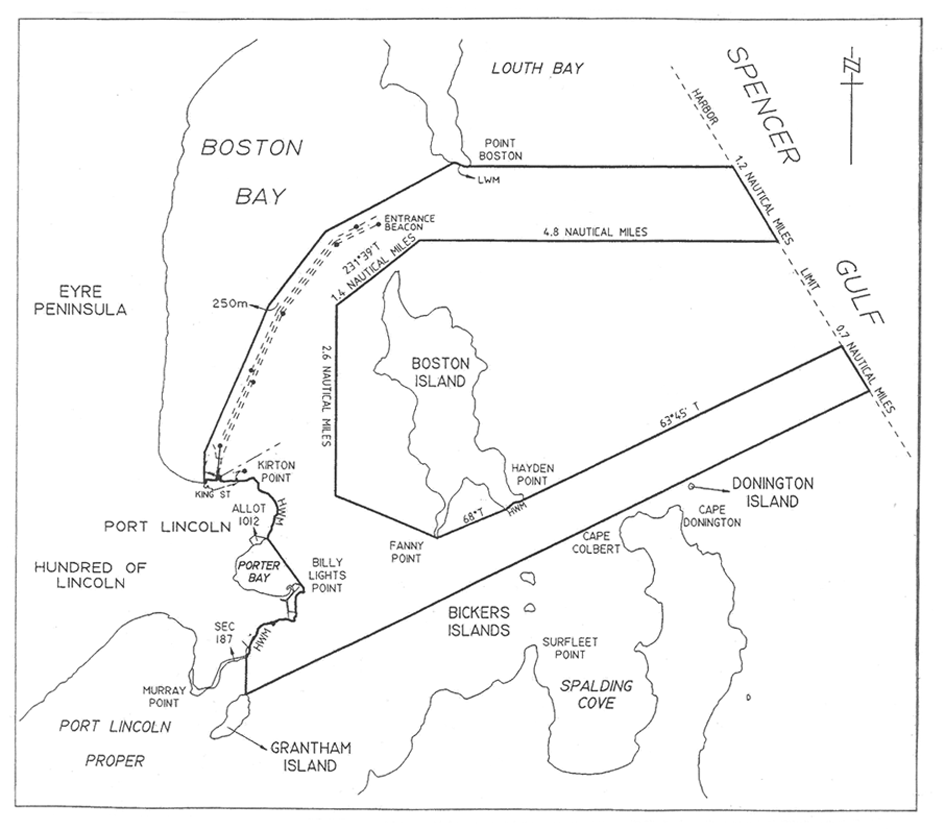 LOUTH BAY
SPENCER
GULF
N
HARBOR
LIMIT
BOSTON
BAY
POINT
BOSTON
LWM
1.2 NAUTICAL MILES
ENTRANCE
BEACON
4.8 NAUTICAL MILES
231°39'T
1.4 NAUTICAL MILES
EYRE
PENINSULA
250m
2.6 NAUTICAL MILES
BOSTON
ISLAND
0.7 NAUTICAL MILES
63°45' T
KIRTON
POINT
HAYDEN
POINT
KING ST
HWM
HWM
68°T
DONINGTON
ISLAND
PORT LINCOLN
ALLOT
1012
CAPE
DONINGTON
FANNY
POINT
CAPE
COLBERT
HUNDRED OF
LINCOLN
PORTER
BAY
BILLY
LIGHTS
POINT
BICKERS
ISLANDS
SEC
187
HWM
SURFLEET
POINT
MURRAY
POINT
SPALDING
COVE
PORT LINCOLN
PROPER
GRANTHAM
ISLAND